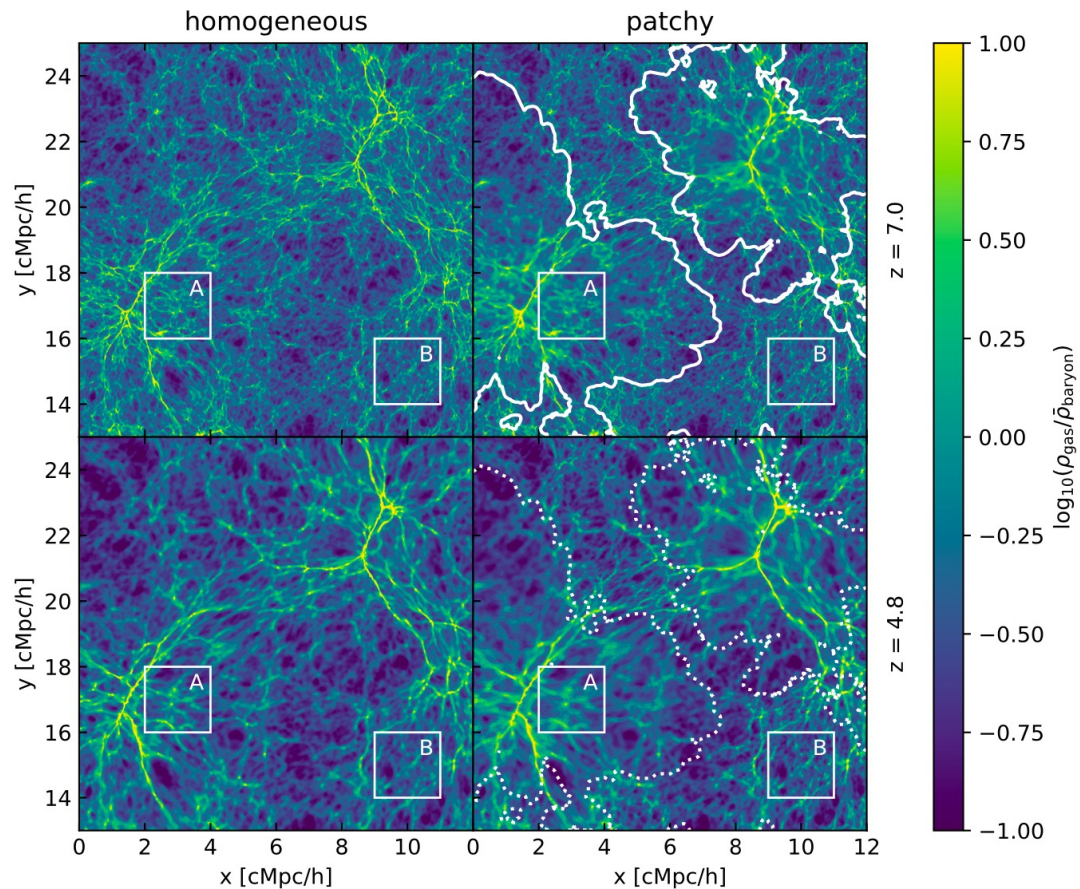 homogeneous
patchy
24
22
20
18
16
14
y [cMpc/h]
A
B
A
B
z = 7.0
24
22
20
18
16
14
y [cMpc/h]
A
B
A
B
z = 4.8
0 2 4 6 8 10
0 2 4 6 8 10 12
x [cMpc/h]
x [cMpc/h]
1.00
0.75
0.50
0.25
0.00
−0.25
−0.50
−0.75
−1.00
log₁₀(ρ_gas/ρ̄_baryon)